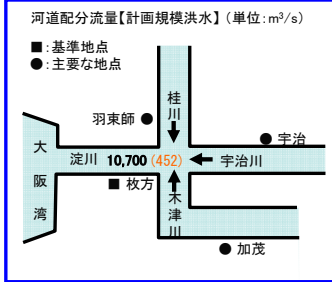 河道配分流量【計画規模洪水】（単位：m³/s）
■：基準地点
●：主要な地点
桂川
羽束師 ●
● 宇治
大阪湾
淀川 10,700 (452)
宇治川
■ 枚方
木津川
● 加茂